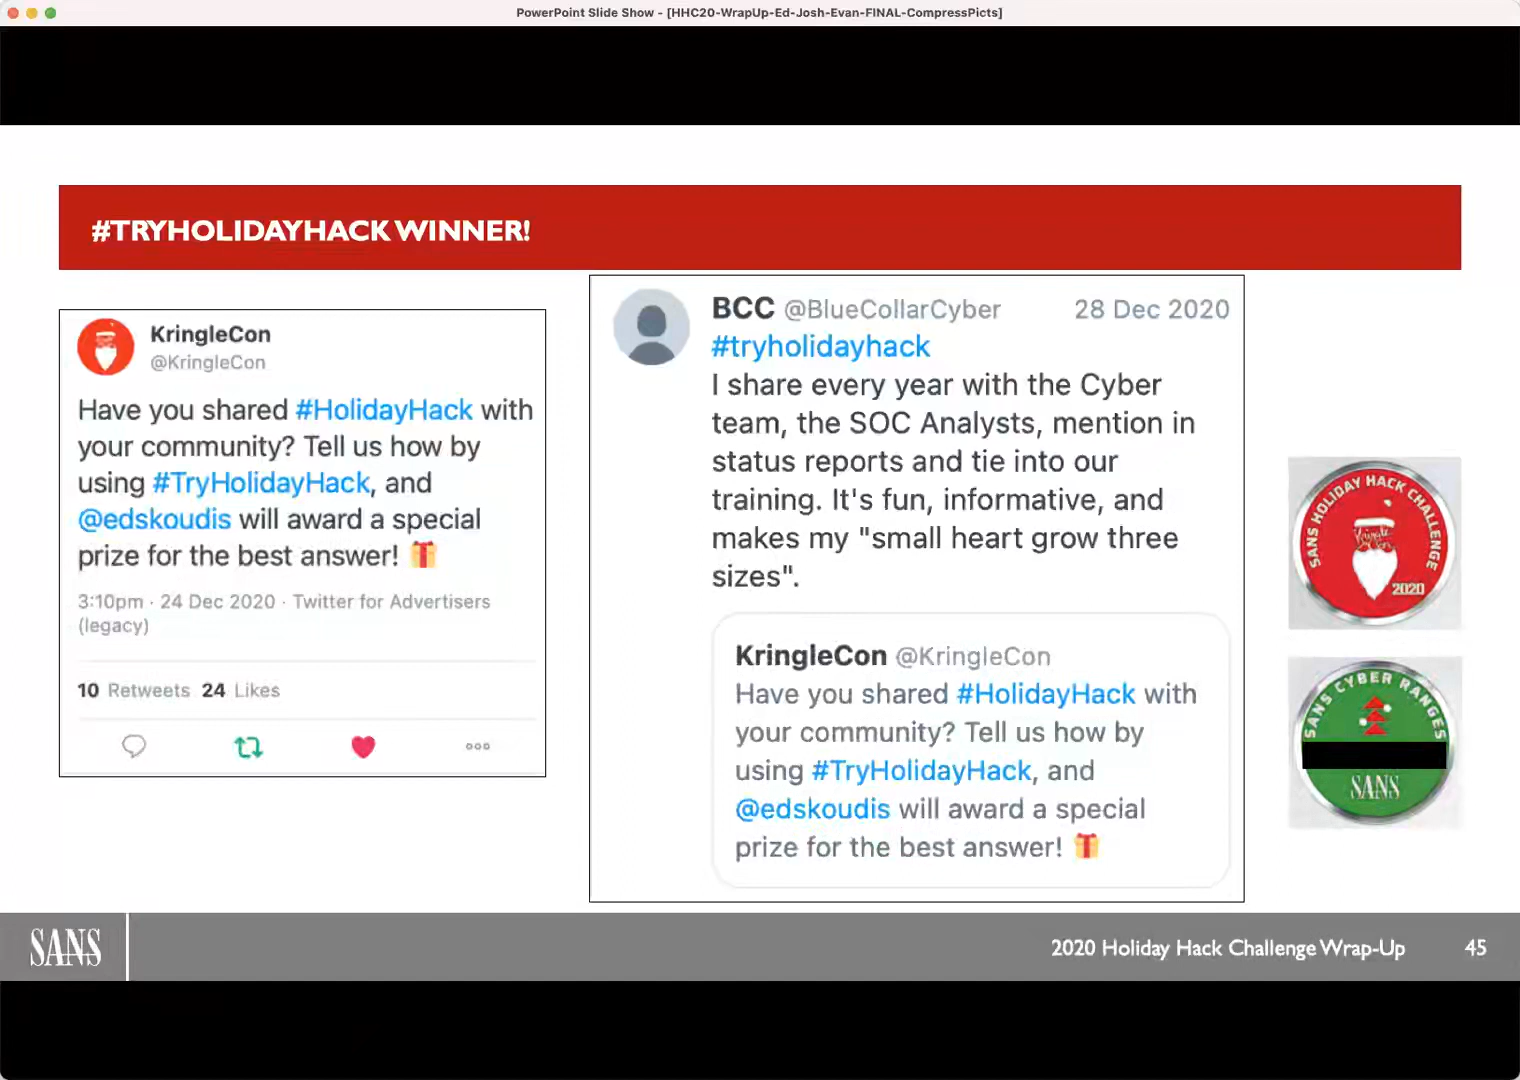 PowerPoint Slide Show - [HHC20-WrapUp-Ed-Josh-Evan-FINAL-CompressPicts]
#TRYHOLIDAYHACK WINNER!
KringleCon
@KringleCon
Have you shared #HolidayHack with
your community? Tell us how by
using #TryHolidayHack, and
@edskoudis will award a special
prize for the best answer! 🎁
3:10pm · 24 Dec 2020 · Twitter for Advertisers
(legacy)
10 Retweets 24 Likes
BCC @BlueCollarCyber 28 Dec 2020
#tryholidayhack
I share every year with the Cyber
team, the SOC Analysts, mention in
status reports and tie into our
training. It's fun, informative, and
makes my "small heart grow three
sizes".
KringleCon @KringleCon
Have you shared #HolidayHack with
your community? Tell us how by
using #TryHolidayHack, and
@edskoudis will award a special
prize for the best answer! 🎁
SANS HOLIDAY HACK CHALLENGE
2020
SANS CYBER RANGES
SANS
SANS
2020 Holiday Hack Challenge Wrap-Up 45